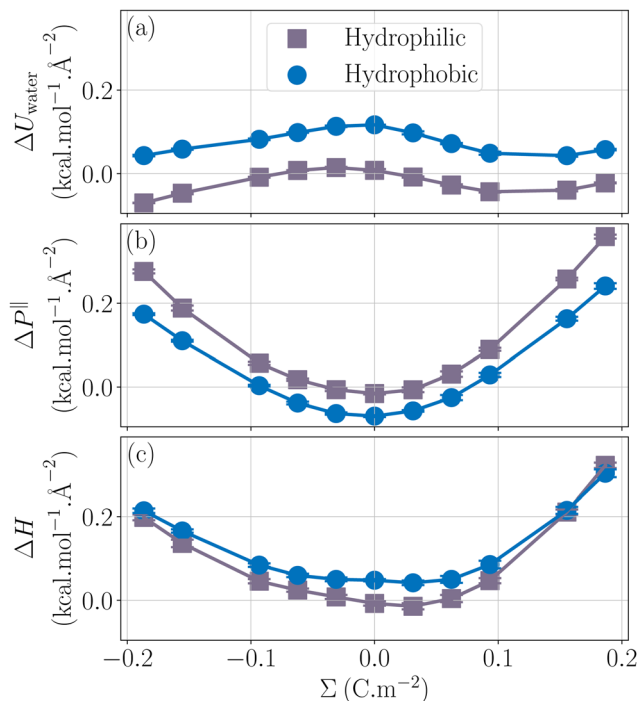 (a)
Hydrophilic
Hydrophobic
ΔU_water
(kcal.mol⁻¹.Å⁻²)
0.2
0.0
(b)
ΔP^∥
(kcal.mol⁻¹.Å⁻²)
0.2
0.0
(c)
ΔH
(kcal.mol⁻¹.Å⁻²)
0.2
0.0
−0.2 −0.1 0.0 0.1 0.2
Σ (C.m⁻²)